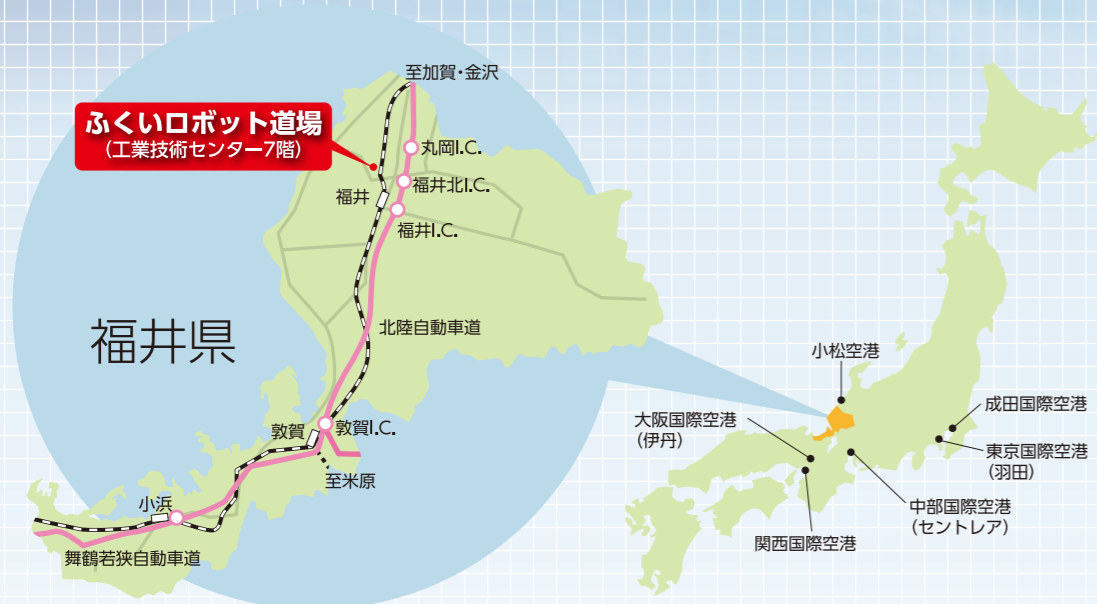 至加賀・金沢
ふくいロボット道場
(工業技術センター7階)
丸岡I.C.
福井北I.C.
福井
福井I.C.
北陸自動車道
福井県
敦賀
敦賀I.C.
至米原
小浜
舞鶴若狭自動車道
小松空港
大阪国際空港
(伊丹)
成田国際空港
東京国際空港
(羽田)
中部国際空港
(セントレア)
関西国際空港